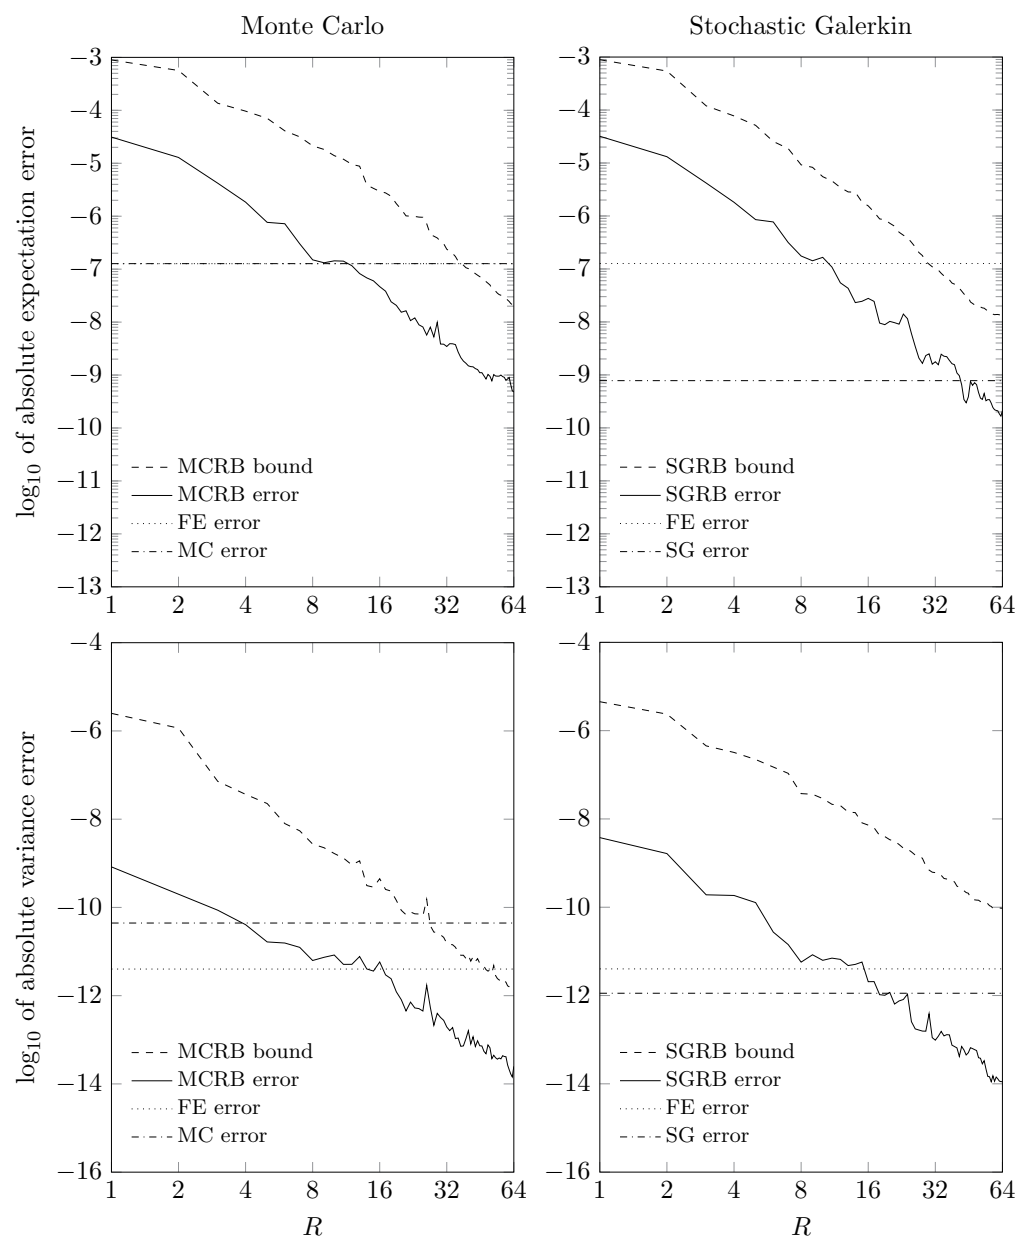 Monte Carlo
Stochastic Galerkin
log₁₀ of absolute expectation error
−3
−4
−5
−6
−7
−8
−9
−10
−11
−12
−13
MCRB bound
MCRB error
FE error
MC error
1 2 4 8 16 32 64
−3
−4
−5
−6
−7
−8
−9
−10
−11
−12
−13
SGRB bound
SGRB error
FE error
SG error
1 2 4 8 16 32 64
log₁₀ of absolute variance error
−4
−6
−8
−10
−12
−14
−16
MCRB bound
MCRB error
FE error
MC error
1 2 4 8 16 32 64
R
−4
−6
−8
−10
−12
−14
−16
SGRB bound
SGRB error
FE error
SG error
1 2 4 8 16 32 64
R